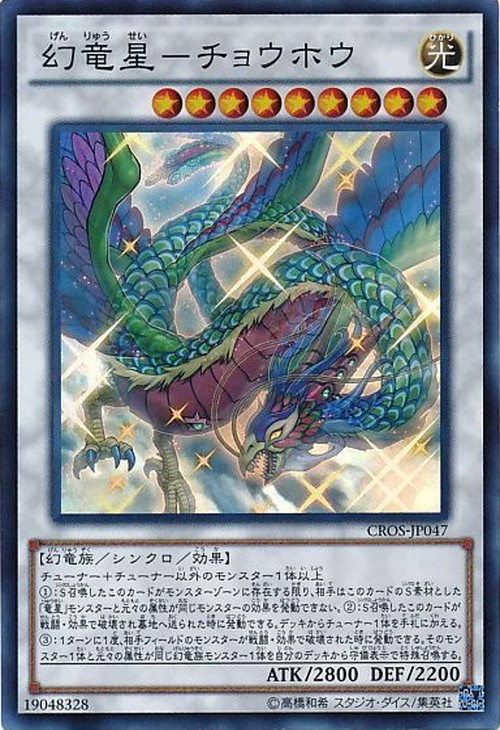 げん りゅう せい
幻竜星－チョウホウ
ひかり
光
CROS-JP047
【幻竜族／シンクロ／効果】
チューナー＋チューナー以外のモンスター1体以上
①：S召喚したこのカードがモンスターゾーンに存在する限り、相手はこのカードのS素材とした
「竜星」モンスターと元々の属性が同じモンスターの効果を発動できない。②：S召喚したこのカードが
戦闘・効果で破壊され墓地へ送られた時に発動できる。デッキからチューナー1体を手札に加える。
③：1ターンに1度、相手フィールドのモンスターが戦闘・効果で破壊された時に発動できる。そのモン
スター1体と元々の属性が同じ幻竜族モンスター1体を自分のデッキから守備表示で特殊召喚する。
ATK/2800 DEF/2200
19048328
©高橋和希 スタジオ・ダイス/集英社